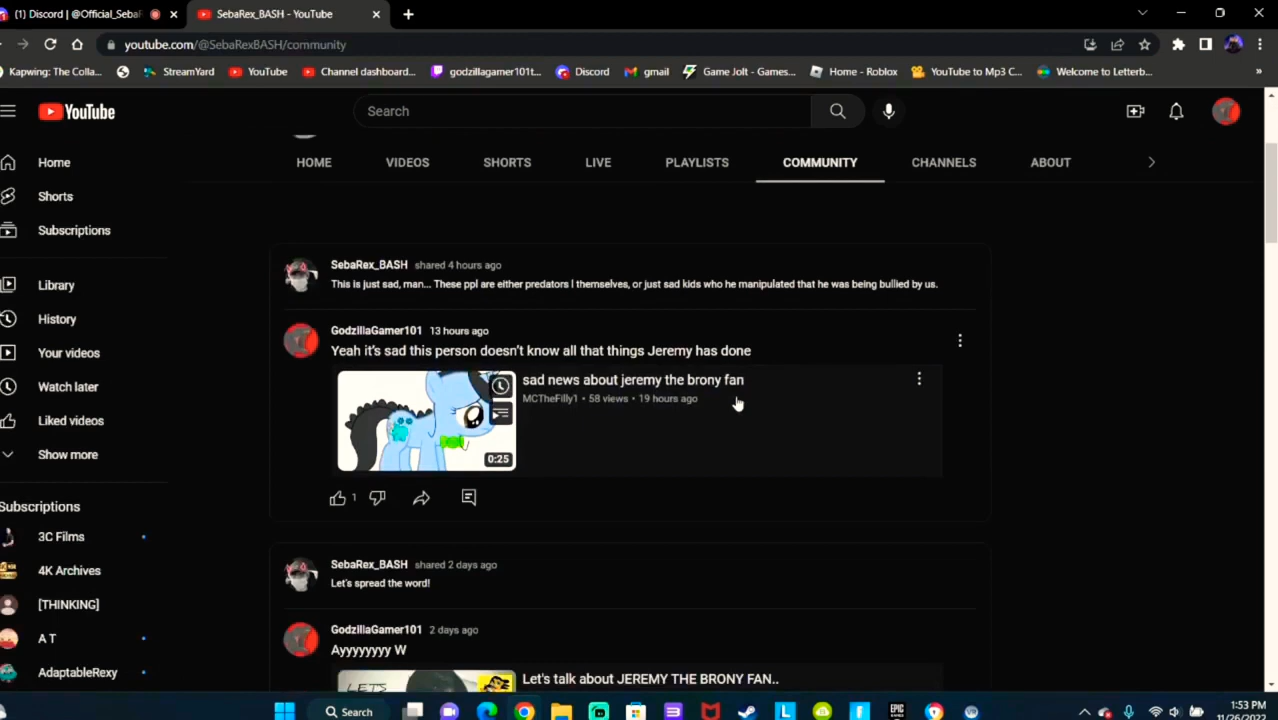 (1) Discord | @Official_Seba
SebaRex_BASH - YouTube
youtube.com/@SebaRexBASH/community
Kapwing: The Colla... StreamYard YouTube Channel dashboard... godzillagamer101t... Discord gmail Game Jolt - Games... Home - Roblox YouTube to Mp3 C... Welcome to Letterb... »
YouTube
Search
HOME VIDEOS SHORTS LIVE PLAYLISTS COMMUNITY CHANNELS ABOUT
Home
Shorts
Subscriptions
Library
History
Your videos
Watch later
Liked videos
Show more
Subscriptions
3C Films
4K Archives
[THINKING]
A T
AdaptableRexy
SebaRex_BASH shared 4 hours ago
This is just sad, man... These ppl are either predators I themselves, or just sad kids who he manipulated that he was being bullied by us.
GodzillaGamer101 13 hours ago
Yeah it's sad this person doesn't know all that things Jeremy has done
sad news about jeremy the brony fan
MCTheFilly1 • 58 views • 19 hours ago
0:25
1
SebaRex_BASH shared 2 days ago
Let's spread the word!
GodzillaGamer101 2 days ago
Ayyyyyyyy W
LETS
Let's talk about JEREMY THE BRONY FAN..
Search
1:53 PM
11/26/2022